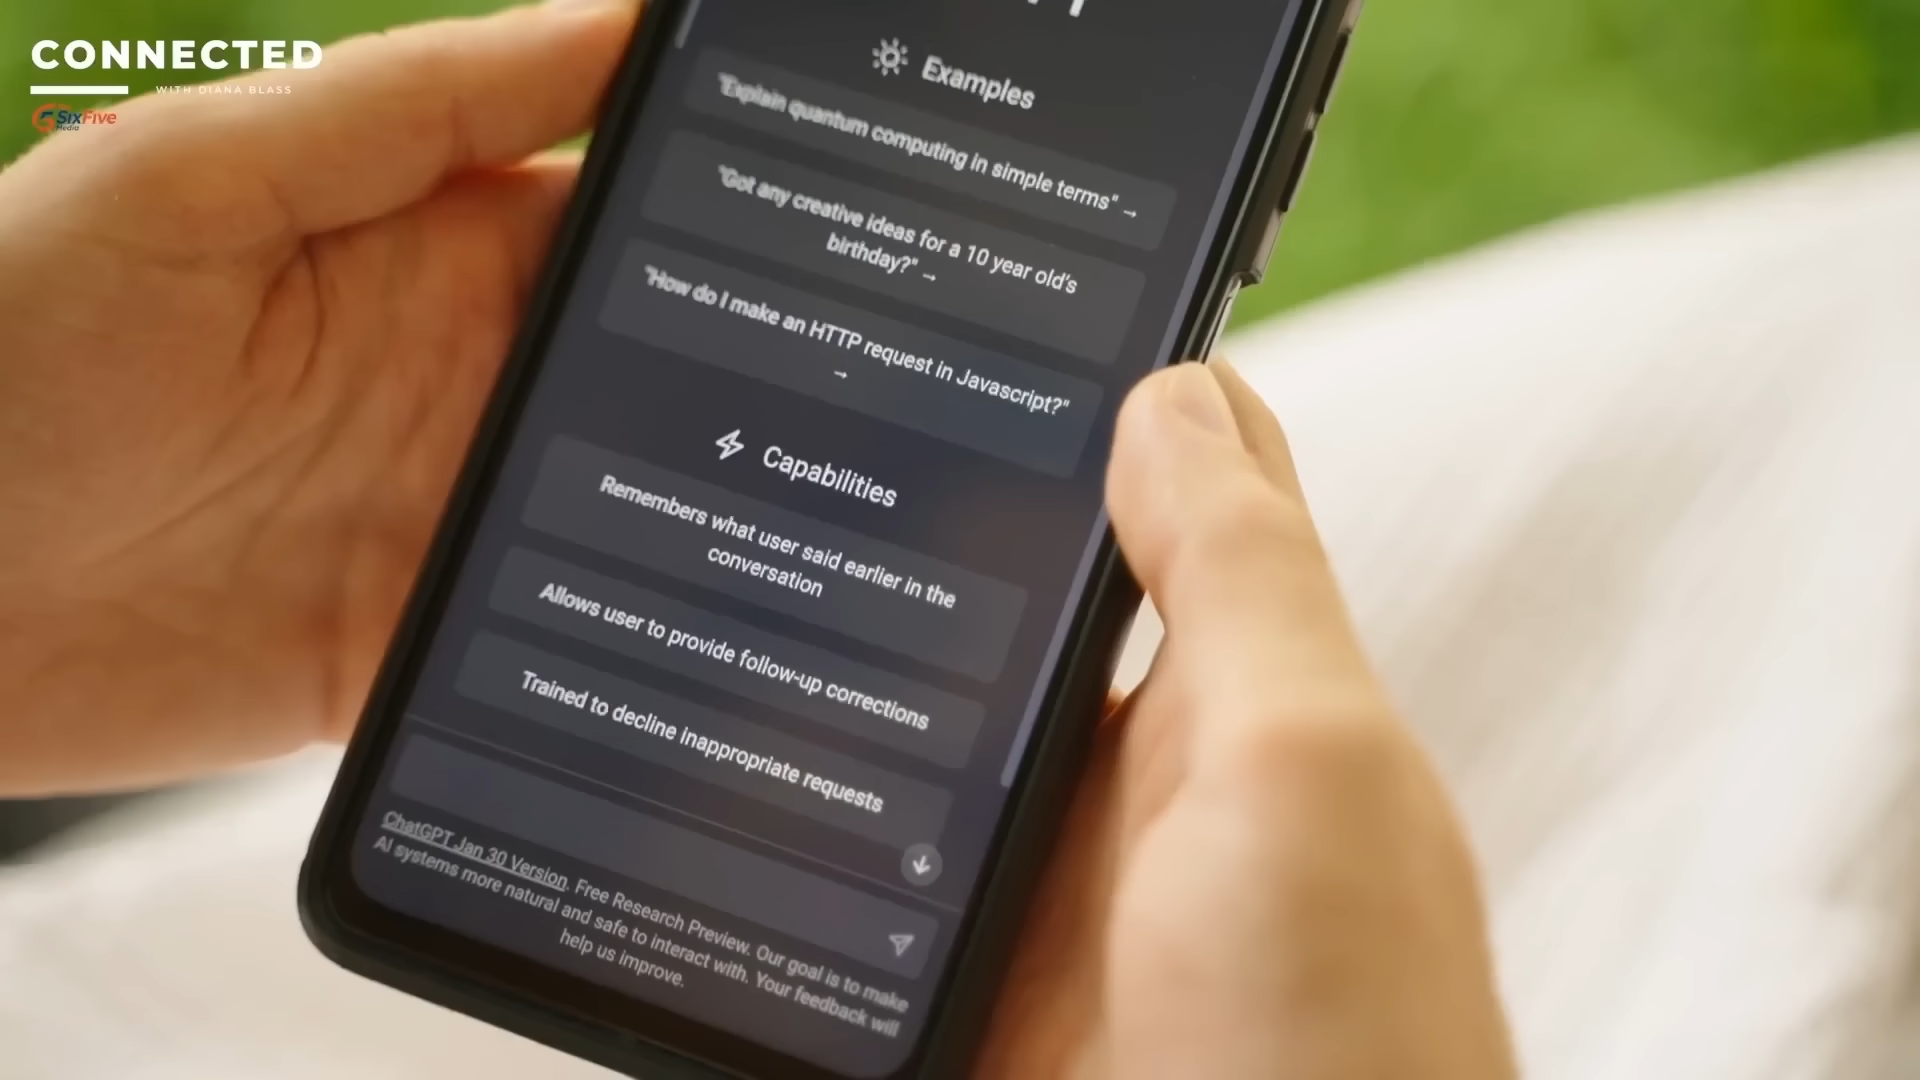 CONNECTED
WITH DIANA BLASS
SixFive
Media
Examples
"Explain quantum computing in simple terms" →
"Got any creative ideas for a 10 year old's
birthday?" →
"How do I make an HTTP request in Javascript?"
→
Capabilities
Remembers what user said earlier in the
conversation
Allows user to provide follow-up corrections
Trained to decline inappropriate requests
ChatGPT Jan 30 Version. Free Research Preview. Our goal is to make
AI systems more natural and safe to interact with. Your feedback will
help us improve.